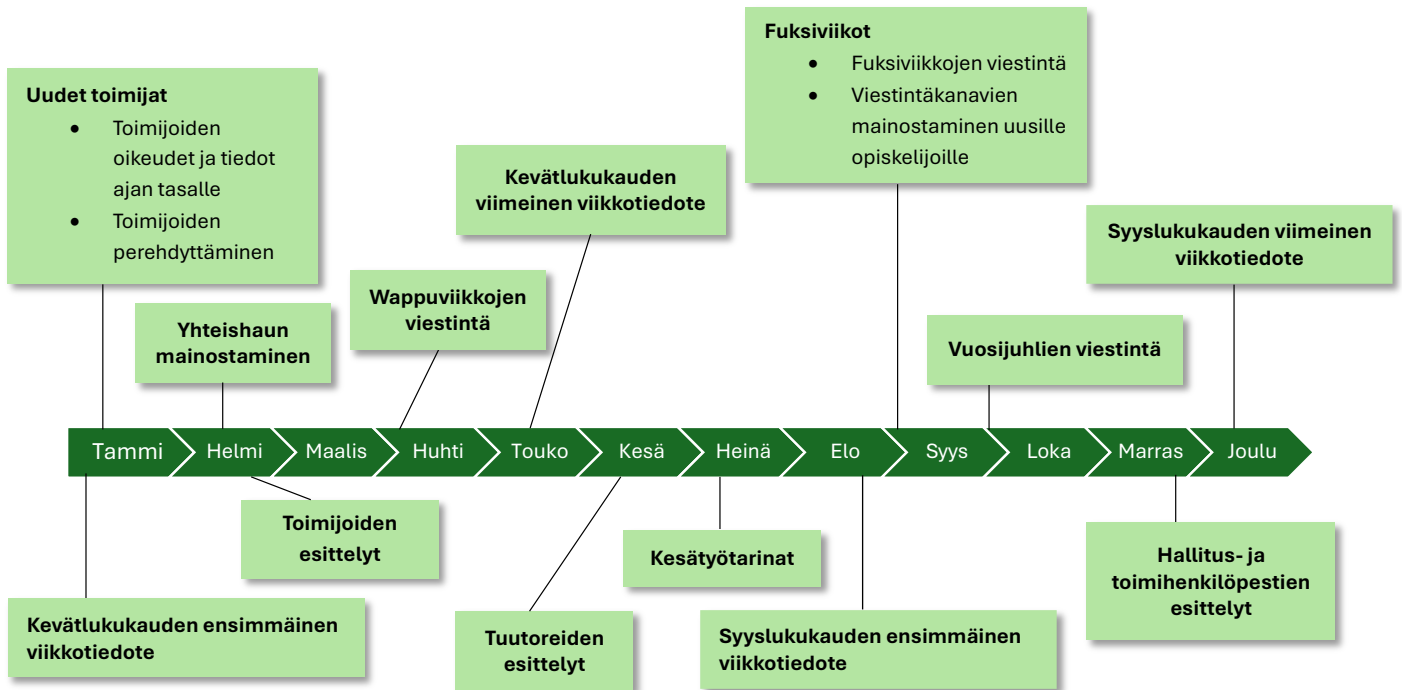 Fuksiviikot
• Fuksiviikkojen viestintä
• Viestintäkanavien
mainostaminen uusille
opiskelijoille
Uudet toimijat
• Toimijoiden
oikeudet ja tiedot
ajan tasalle
• Toimijoiden
perehdyttäminen
Kevätlukukauden
viimeinen viikkotiedote
Syyslukukauden viimeinen
viikkotiedote
Wappuviikkojen
viestintä
Yhteishaun
mainostaminen
Vuosijuhlien viestintä
Tammi
Helmi
Maalis
Huhti
Touko
Kesä
Heinä
Elo
Syys
Loka
Marras
Joulu
Toimijoiden
esittelyt
Kesätyötarinat
Hallitus- ja
toimihenkilöpestien
esittelyt
Kevätlukukauden ensimmäinen
viikkotiedote
Tuutoreiden
esittelyt
Syyslukukauden ensimmäinen
viikkotiedote